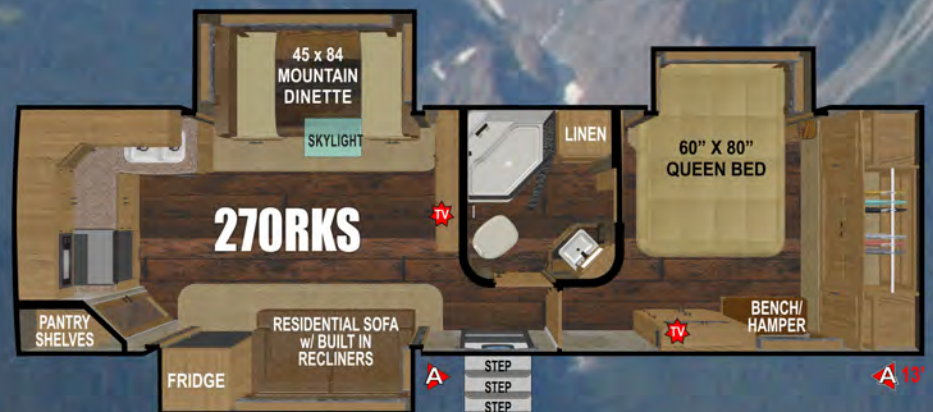 45 x 84
MOUNTAIN
DINETTE
SKYLIGHT
LINEN
60" X 80"
QUEEN BED
270RKS
TV
PANTRY
SHELVES
RESIDENTIAL SOFA
w/ BUILT IN
RECLINERS
FRIDGE
BENCH/
HAMPER
TV
A
STEP
STEP
STEP
A 13'